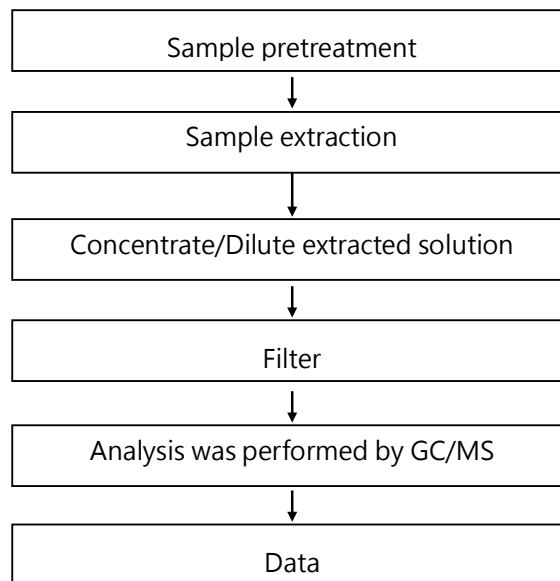 Sample pretreatment
Sample extraction
Concentrate/Dilute extracted solution
Filter
Analysis was performed by GC/MS
Data